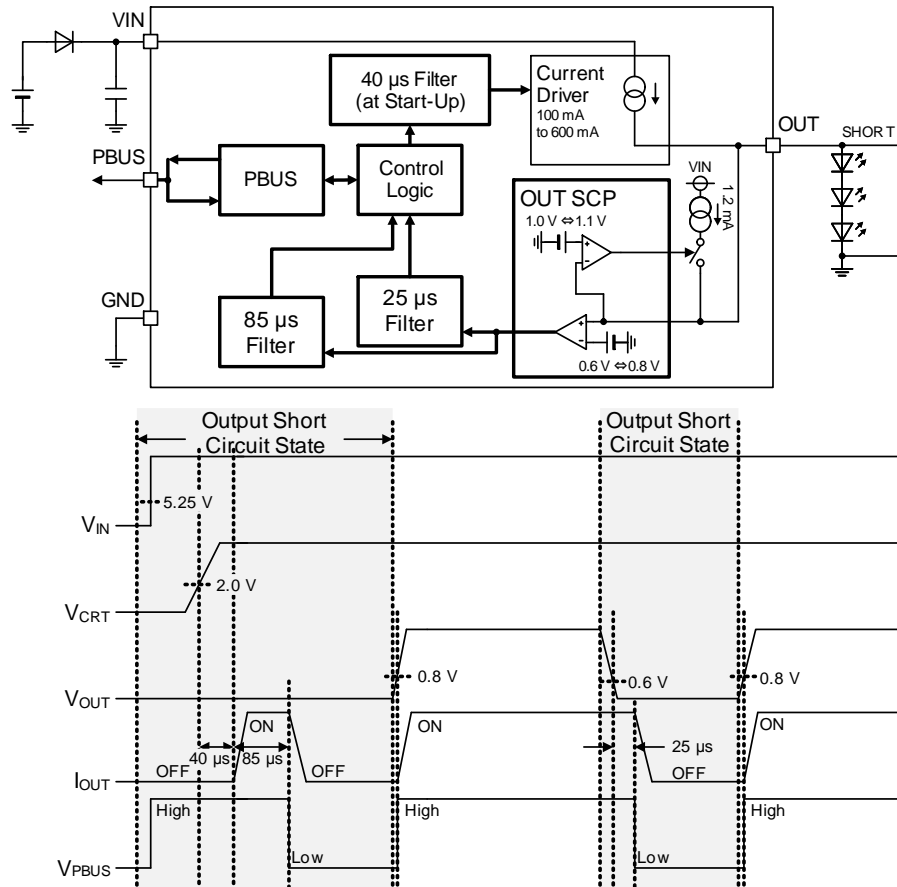 VIN
40 µs Filter
(at Start-Up)
Current
Driver
100 mA
to 600 mA
OUT
SHORT
PBUS
PBUS
Control
Logic
OUT SCP
VIN
1.2 mA
1.0 V ⇔1.1 V
+
-
GND
85 µs
Filter
25 µs
Filter
+
-
0.6 V ⇔0.8 V
Output Short
Circuit State
Output Short
Circuit State
5.25 V
VIN
2.0 V
VCRT
0.8 V
0.6 V
0.8 V
VOUT
ON
ON
ON
40 µs
85 µs
25 µs
OFF
OFF
OFF
IOUT
High
High
High
Low
Low
VPBUS